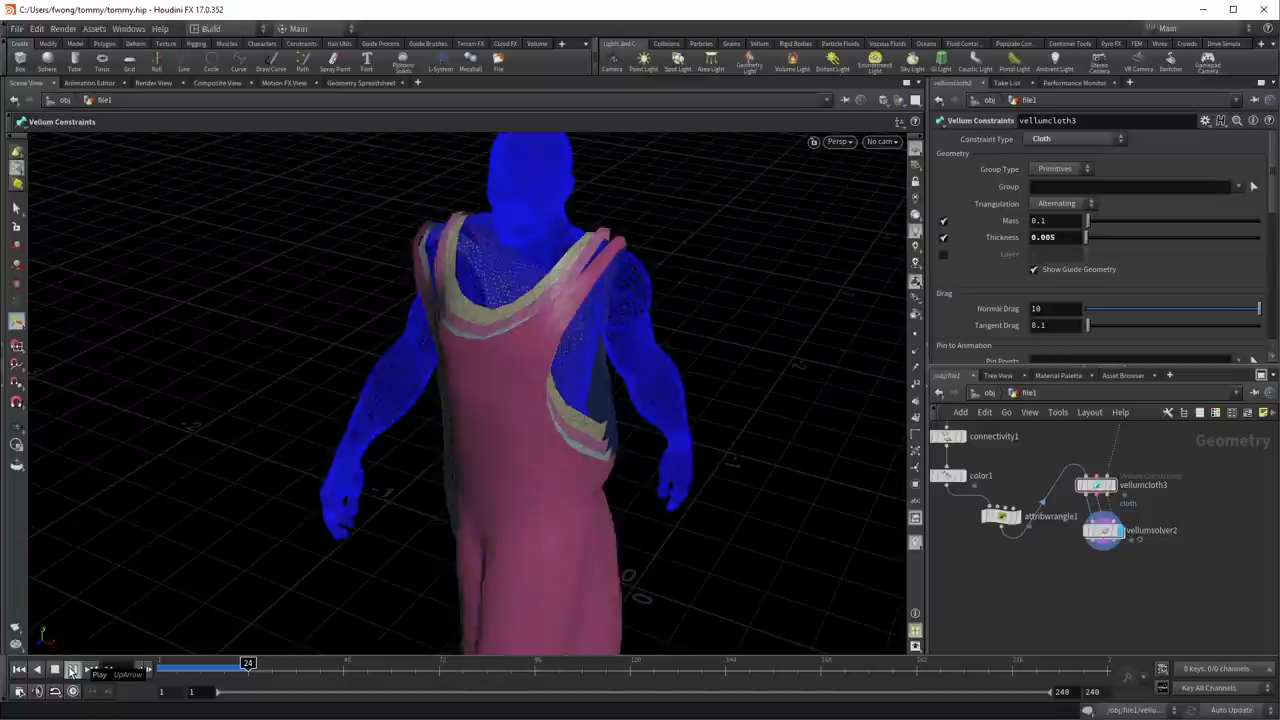 C:/Users/fwong/tommy/tommy.hip - Houdini FX 17.0.352
File Edit Render Assets Windows Help Build Main Main
Create Modify Model Polygon Deform Texture Rigging Muscles Characters Constraints Hair Utils Guide Process Guide Brushes Terrain FX Cloud FX Volume
Lights and C Collisions Particles Grains Vellum Rigid Bodies Particle Fluids Viscous Fluids Oceans Fluid Contai... Populate Con... Container Tools Pyro FX FEM Wires Crowds Drive Simula
Box Sphere Tube Torus Grid Null Line Circle Curve Draw Curve Path Spray Paint Font Platonic Solids L-System Metaball File
Camera Point Light Spot Light Area Light Geometry Light Volume Light Distant Light Environment Light Sky Light GI Light Caustic Light Portal Light Ambient Light Stereo Camera VR Camera Switcher Gamepad Camera
Scene View Animation Editor Render View Composite View Motion FX View Geometry Spreadsheet
vellumcloth3 Take List Performance Monitor
obj file1
obj file1
Vellum Constraints
Persp No cam
Vellum Constraints vellumcloth3
Constraint Type Cloth
Geometry
Group Type Primitives
Group
Triangulation Alternating
Mass 0.1
Thickness 0.005
Layer
Show Guide Geometry
Drag
Normal Drag 10
Tangent Drag 0.1
Pin to Animation
Pin Points
/obj/file1 Tree View Material Palette Asset Browser
obj file1
Add Edit Go View Tools Layout Help
Geometry
connectivity1
color1
Vellum Constraints
vellumcloth3
cloth
attribwrangle1
vellumsolver2
24
1 72 96 120 144 216
Play UpArrow
1 1 240 240
0 keys, 0/0 channels
Key All Channels
/obj/file1/vellu... Auto Update